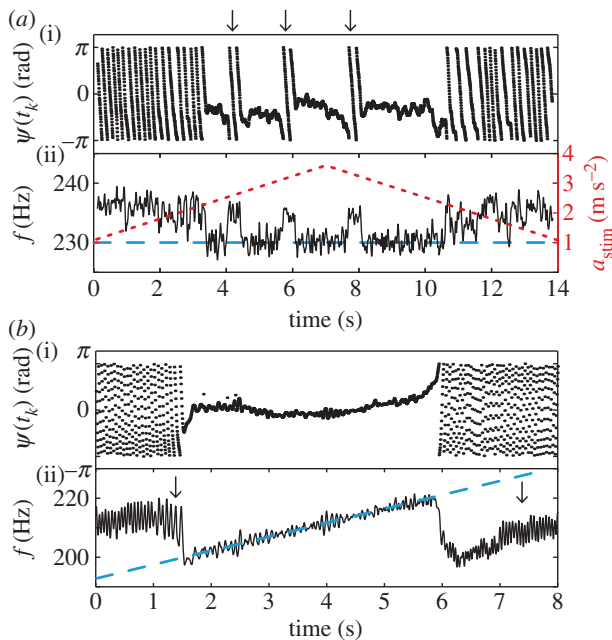 (a)
(i)
π
0
−π
ψ(t_k) (rad)
(ii)
240
230
f (Hz)
4
3
2
1
a_stim (m s⁻²)
0 2 4 6 8 10 12 14
time (s)
(b)
(i)
π
0
−π
ψ(t_k) (rad)
(ii)
220
200
f (Hz)
0 1 2 3 4 5 6 7 8
time (s)